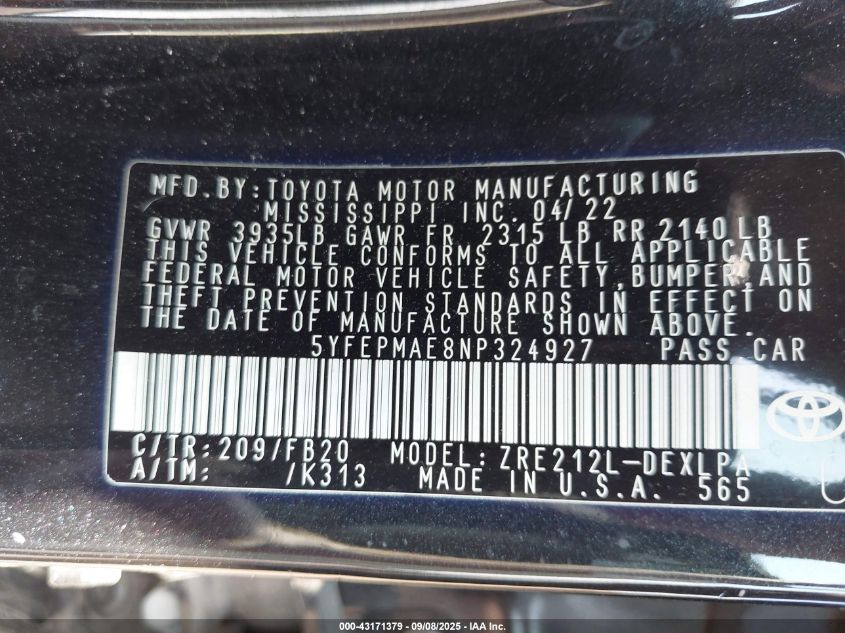 MFD.BY:TOYOTA MOTOR MANUFACTURING
MISSISSIPPI INC. 04/22
GVWR 3935LB GAWR FR 2315 LB RR 2140 LB
THIS VEHICLE CONFORMS TO ALL APPLICABLE
FEDERAL MOTOR VEHICLE SAFETY,BUMPER,AND
THEFT PREVENTION STANDARDS IN EFFECT ON
THE DATE OF MANUFACTURE SHOWN ABOVE.
5YFEPMAE8NP324927 PASS CAR
C/TR:209/FB20 MODEL:ZRE212L-DEXLPA
A/TM: /K313 MADE IN U.S.A. 565
000-43171379 - 09/08/2025 - IAA Inc.